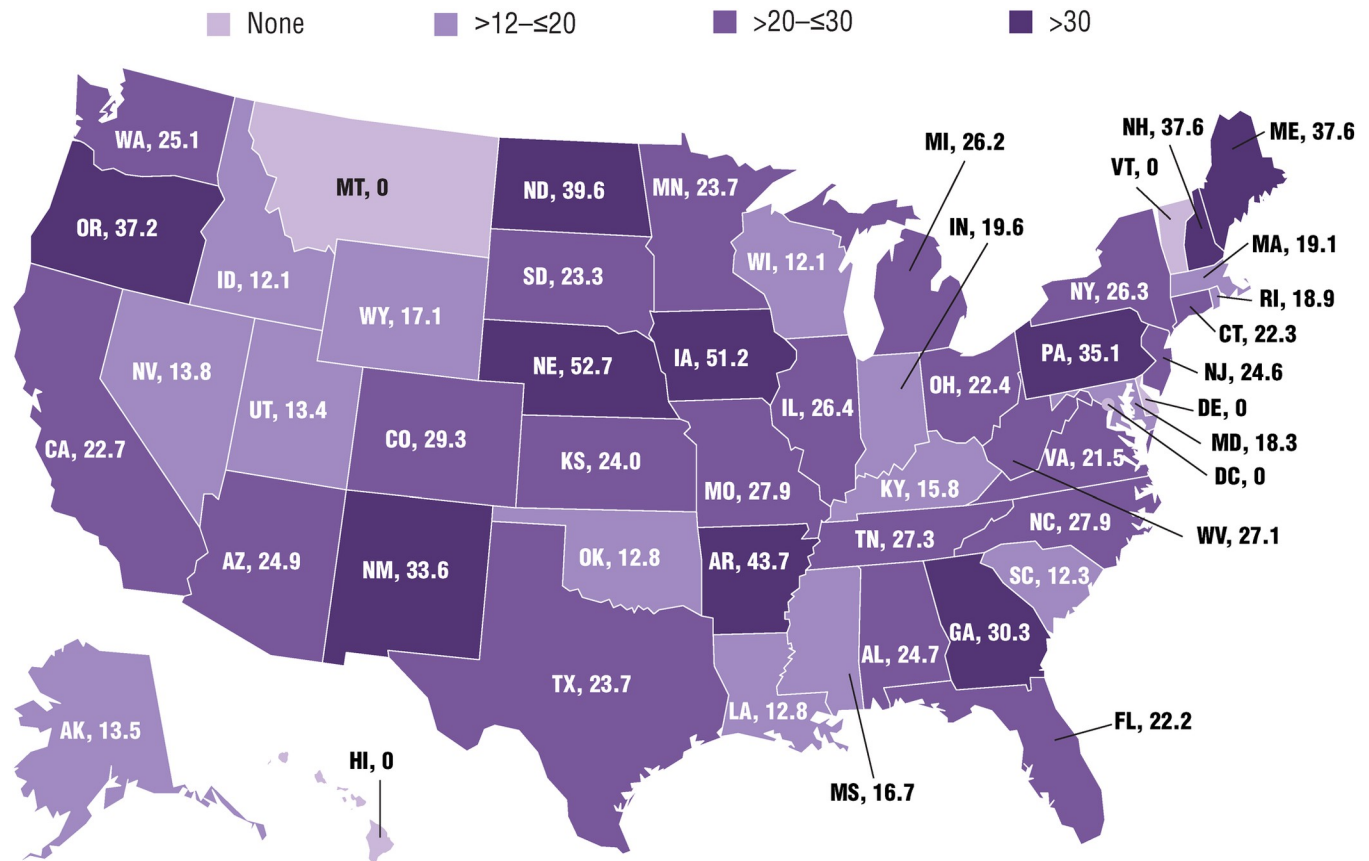 None
>12–≤20
>20–≤30
>30
WA, 25.1
OR, 37.2
CA, 22.7
NV, 13.8
ID, 12.1
MT, 0
WY, 17.1
UT, 13.4
CO, 29.3
AZ, 24.9
NM, 33.6
ND, 39.6
SD, 23.3
NE, 52.7
KS, 24.0
OK, 12.8
TX, 23.7
MN, 23.7
IA, 51.2
MO, 27.9
AR, 43.7
LA, 12.8
WI, 12.1
IL, 26.4
MI, 26.2
IN, 19.6
OH, 22.4
KY, 15.8
TN, 27.3
MS, 16.7
AL, 24.7
GA, 30.3
FL, 22.2
SC, 12.3
NC, 27.9
VA, 21.5
WV, 27.1
PA, 35.1
NY, 26.3
VT, 0
NH, 37.6
ME, 37.6
MA, 19.1
RI, 18.9
CT, 22.3
NJ, 24.6
DE, 0
MD, 18.3
DC, 0
AK, 13.5
HI, 0